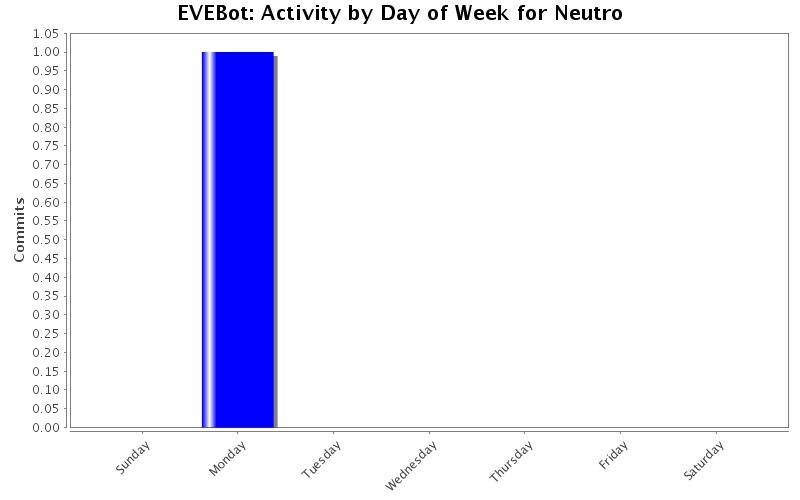 EVEBot: Activity by Day of Week for Neutro
1.05
1.00
0.95
0.90
0.85
0.80
0.75
0.70
0.65
0.60
0.55
0.50
0.45
0.40
0.35
0.30
0.25
0.20
0.15
0.10
0.05
0.00
Commits
Sunday
Monday
Tuesday
Wednesday
Thursday
Friday
Saturday